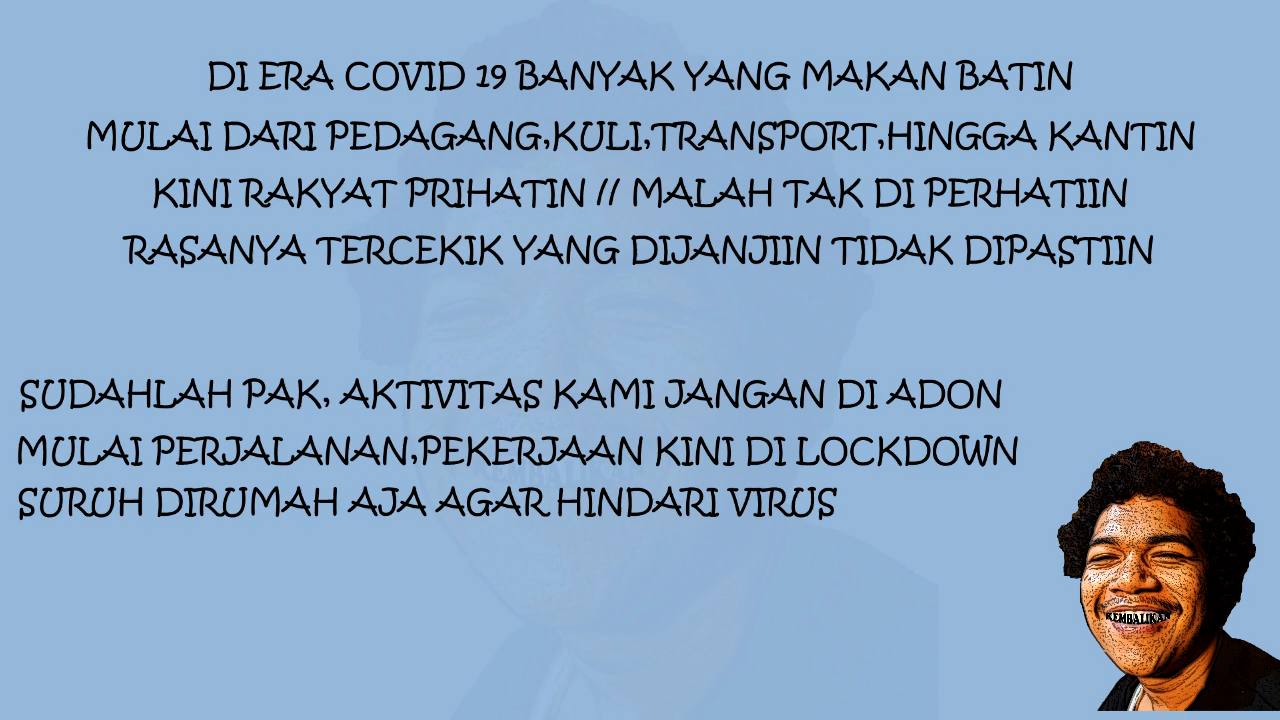 DI ERA COVID 19 BANYAK YANG MAKAN BATIN
MULAI DARI PEDAGANG,KULI,TRANSPORT,HINGGA KANTIN
KINI RAKYAT PRIHATIN // MALAH TAK DI PERHATIIN
RASANYA TERCEKIK YANG DIJANJIIN TIDAK DIPASTIIN
SUDAHLAH PAK, AKTIVITAS KAMI JANGAN DI ADON
MULAI PERJALANAN,PEKERJAAN KINI DI LOCKDOWN
SURUH DIRUMAH AJA AGAR HINDARI VIRUS
KEMBALIKAN